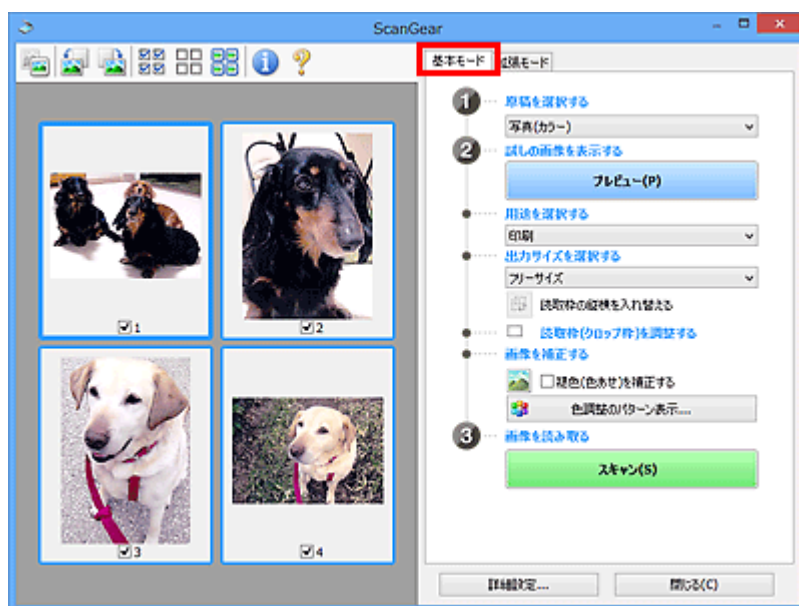 ScanGear
基本モード
拡張モード
1 原稿を選択する
写真(カラー)
2 試しの画像を表示する
プレビュー(P)
用途を選択する
印刷
出力サイズを選択する
フリーサイズ
読取枠の縦横を入れ替える
読取枠(クロップ枠)を調整する
画像を補正する
褪色(色あせ)を補正する
色調整のパターン表示...
3 画像を読み取る
スキャン(S)
1
2
3
4
詳細設定...
閉じる(C)